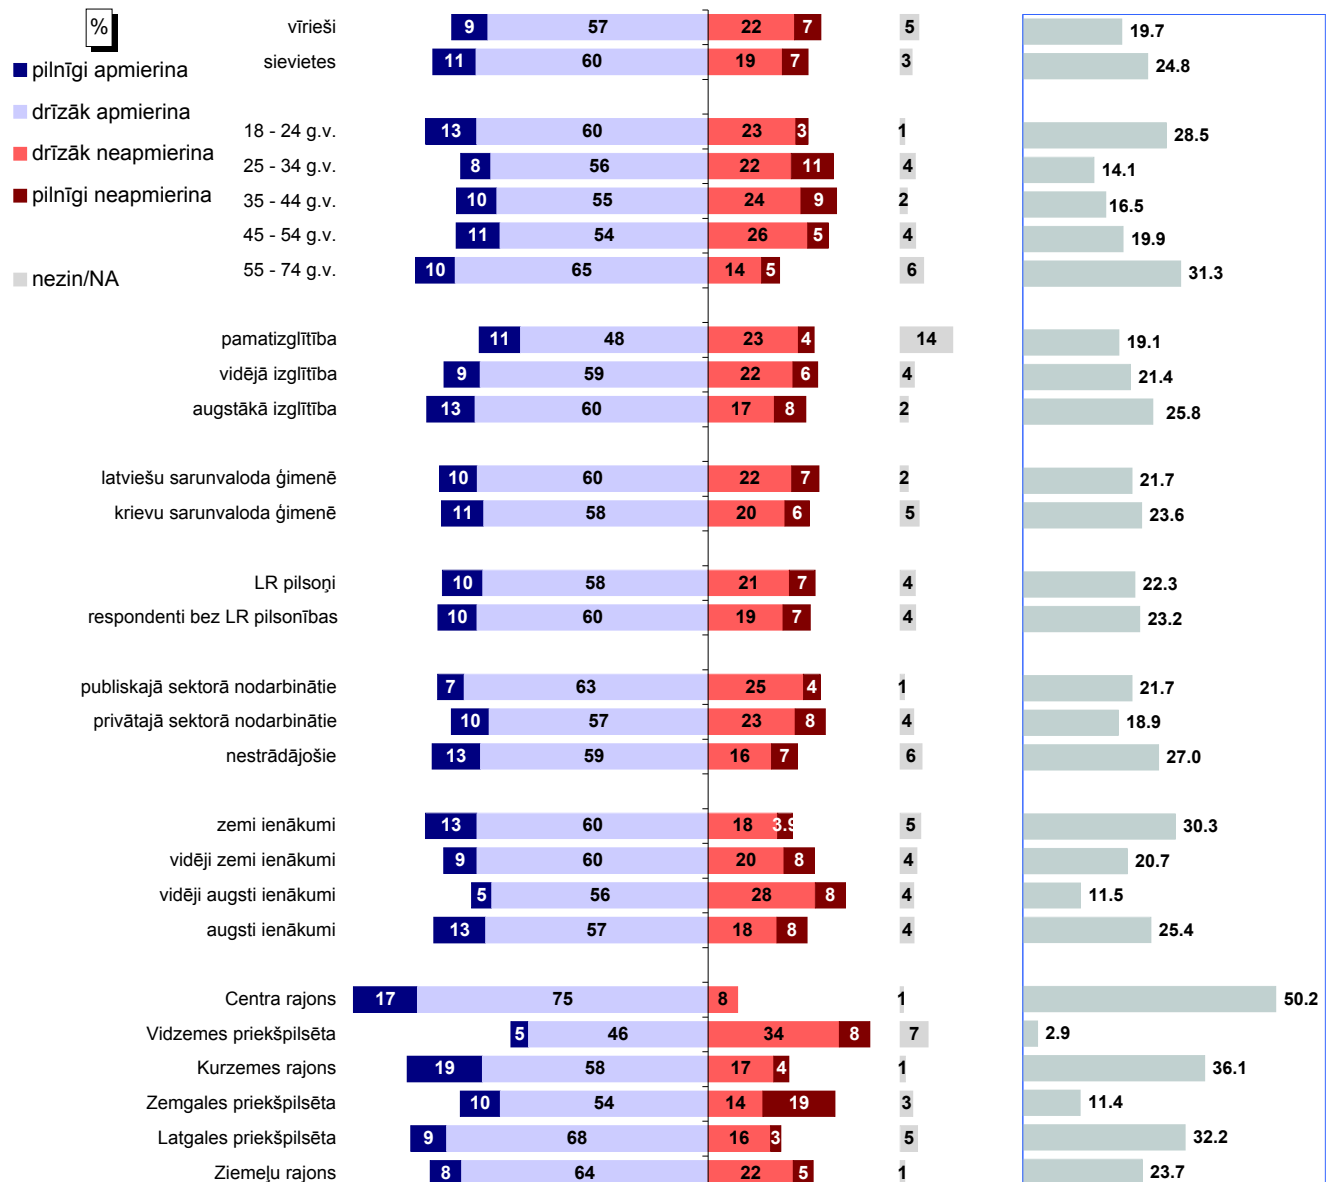 %
pilnīgi apmierina
drīzāk apmierina
drīzāk neapmierina
pilnīgi neapmierina
nezin/NA
vīrieši 9 57 22 7 5 19.7
sievietes 11 60 19 7 3 24.8
18 - 24 g.v. 13 60 23 3 1 28.5
25 - 34 g.v. 8 56 22 11 4 14.1
35 - 44 g.v. 10 55 24 9 2 16.5
45 - 54 g.v. 11 54 26 5 4 19.9
55 - 74 g.v. 10 65 14 5 6 31.3
pamatizglītība 11 48 23 4 14 19.1
vidējā izglītība 9 59 22 6 4 21.4
augstākā izglītība 13 60 17 8 2 25.8
latviešu sarunvaloda ģimenē 10 60 22 7 2 21.7
krievu sarunvaloda ģimenē 11 58 20 6 5 23.6
LR pilsoņi 10 58 21 7 4 22.3
respondenti bez LR pilsonības 10 60 19 7 4 23.2
publiskajā sektorā nodarbinātie 7 63 25 4 1 21.7
privātajā sektorā nodarbinātie 10 57 23 8 4 18.9
nestrādājošie 13 59 16 7 6 27.0
zemi ienākumi 13 60 18 3.9 5 30.3
vidēji zemi ienākumi 9 60 20 8 4 20.7
vidēji augsti ienākumi 5 56 28 8 4 11.5
augsti ienākumi 13 57 18 8 4 25.4
Centra rajons 17 75 8 1 50.2
Vidzemes priekšpilsēta 5 46 34 8 7 2.9
Kurzemes rajons 19 58 17 4 1 36.1
Zemgales priekšpilsēta 10 54 14 19 3 11.4
Latgales priekšpilsēta 9 68 16 3 5 32.2
Ziemeļu rajons 8 64 22 5 1 23.7